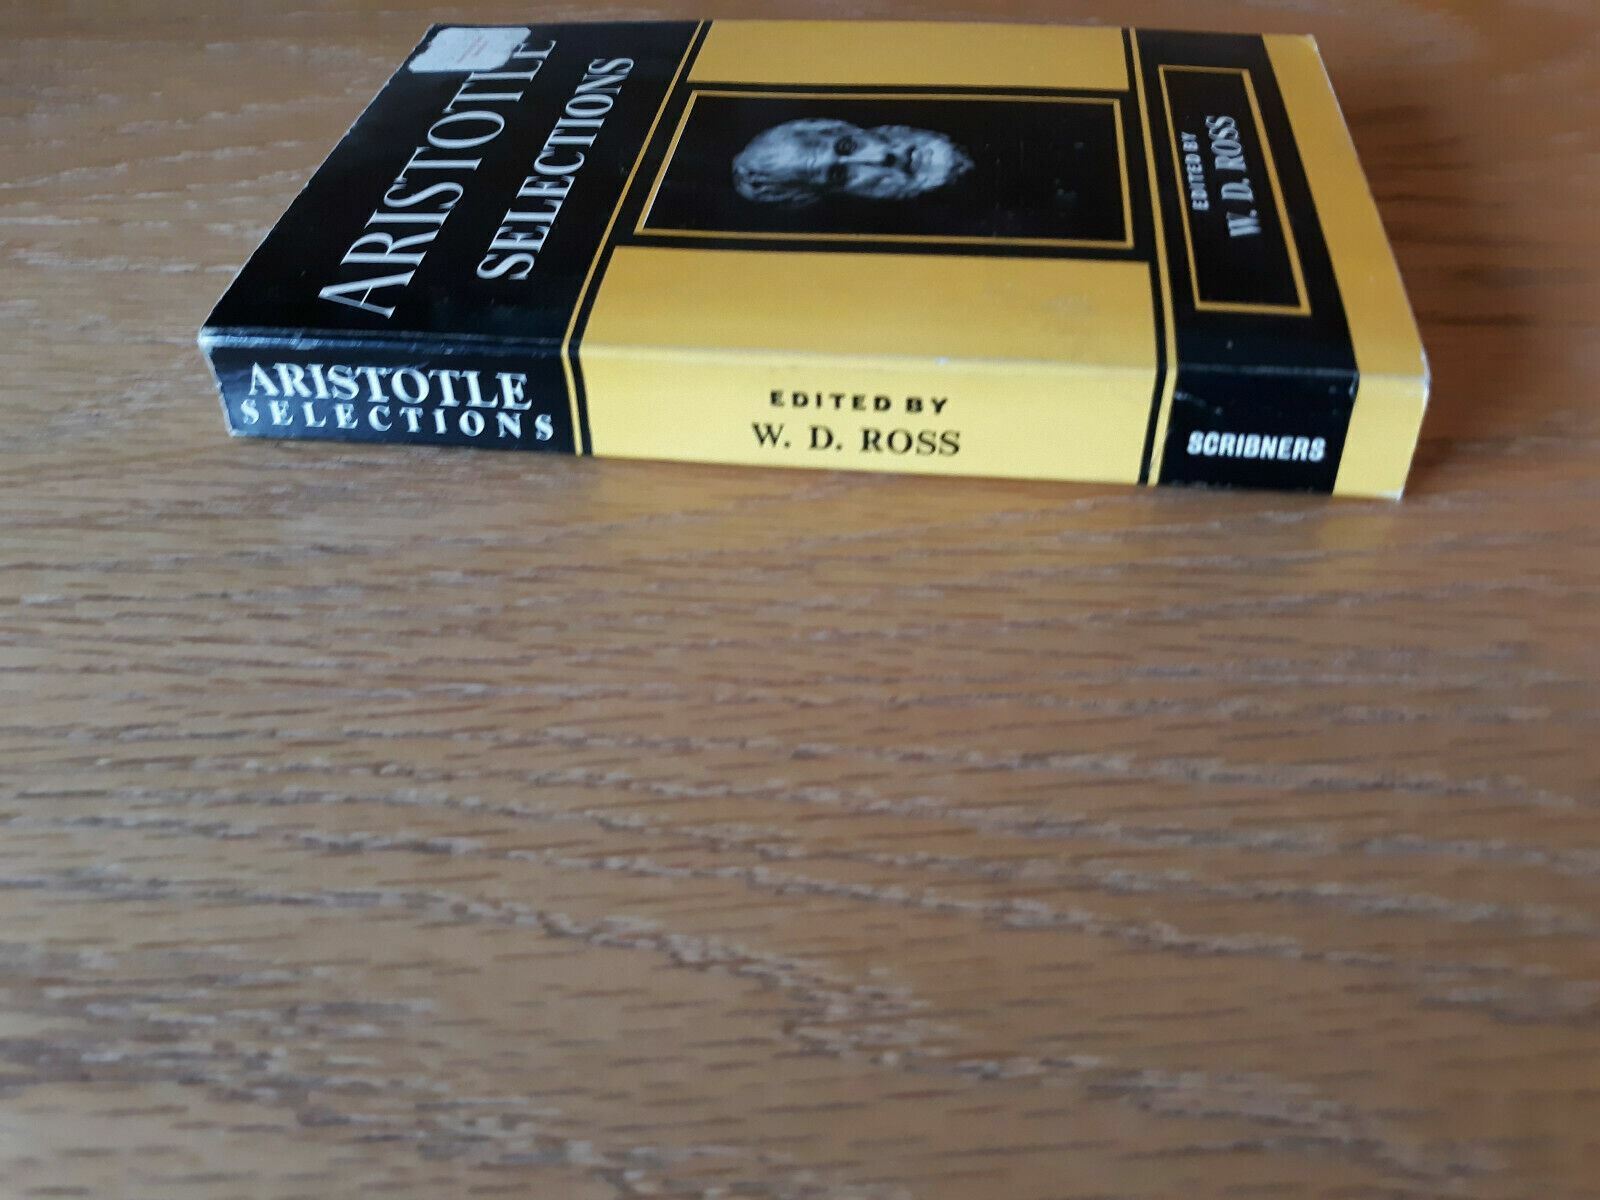 ARISTOTLE
SELECTIONS
EDITED BY
W. D. ROSS
ARISTOTLE
SELECTIONS
EDITED BY
W. D. ROSS
SCRIBNERS